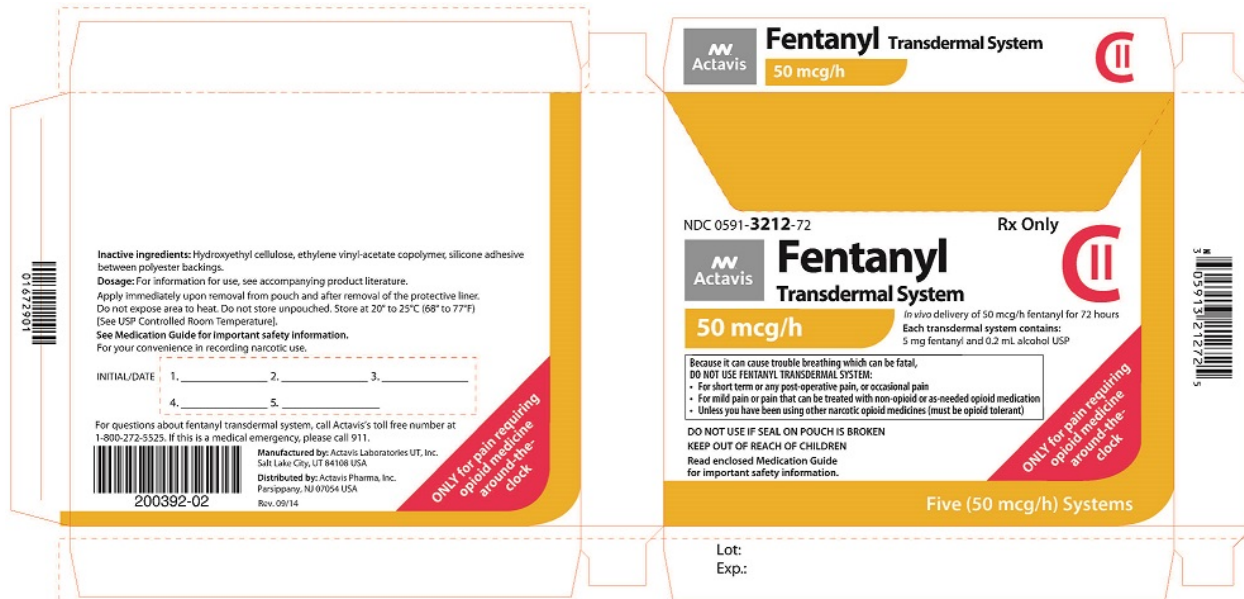 Actavis
Fentanyl Transdermal System
50 mcg/h
CII
Inactive ingredients: Hydroxyethyl cellulose, ethylene vinyl-acetate copolymer, silicone adhesive
between polyester backings.
Dosage: For information for use, see accompanying product literature.
Apply immediately upon removal from pouch and after removal of the protective liner.
Do not expose area to heat. Do not store unpouched. Store at 20° to 25°C (68° to 77°F)
[See USP Controlled Room Temperature].
See Medication Guide for important safety information.
For your convenience in recording narcotic use.
INITIAL/DATE 1. 2. 3.
4. 5.
For questions about fentanyl transdermal system, call Actavis's toll free number at
1-800-272-5525. If this is a medical emergency, please call 911.
Manufactured by: Actavis Laboratories UT, Inc.
Salt Lake City, UT 84108 USA
Distributed by: Actavis Pharma, Inc.
Parsippany, NJ 07054 USA
Rev. 09/14
200392-02
01672901
ONLY for pain requiring
opioid medicine
around-the-
clock
NDC 0591-3212-72
Rx Only
Actavis
Fentanyl
Transdermal System
CII
50 mcg/h
In vivo delivery of 50 mcg/h fentanyl for 72 hours
Each transdermal system contains:
5 mg fentanyl and 0.2 mL alcohol USP
Because it can cause trouble breathing which can be fatal,
DO NOT USE FENTANYL TRANSDERMAL SYSTEM:
• For short term or any post-operative pain, or occasional pain
• For mild pain or pain that can be treated with non-opioid or as-needed opioid medication
• Unless you have been using other narcotic opioid medicines (must be opioid tolerant)
DO NOT USE IF SEAL ON POUCH IS BROKEN
KEEP OUT OF REACH OF CHILDREN
Read enclosed Medication Guide
for important safety information.
ONLY for pain requiring
opioid medicine
around-the-
clock
Five (50 mcg/h) Systems
N
3 05913 21272 5
Lot:
Exp.: